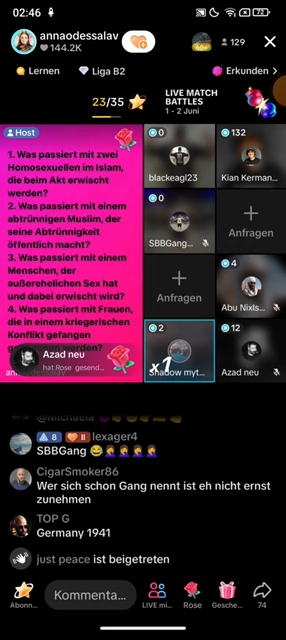 02:46
72
annaodessalav
144.2K
129
Lernen
Liga B2
Erkunden >
23/35
LIVE MATCH
BATTLES
1 - 2 Juni
Host
1. Was passiert mit zwei
Homosexuellen im Islam,
die beim Akt erwischt
werden?
2. Was passiert mit einem
abtrünnigen Muslim, der
seine Abtrünnigkeit
öffentlich macht?
3. Was passiert mit einem
Menschen, der
außerehelichen Sex hat
und dabei erwischt wird?
4. Was passiert mit Frauen,
die in einem kriegerischen
Konflikt gefangen
werden?
Azad neu
hat Rose gesend...
0
blackeagl23
132
Kian Kerman...
0
SBBGang...
Anfragen
Anfragen
4
Abu Nixls...
2
x1
Shadow myt...
12
Azad neu
8
II
lexager4
SBBGang 😂🤦‍♀️🤦‍♀️🤦‍♀️🤦‍♀️
CigarSmoker86
Wer sich schon Gang nennt ist eh nicht ernst
zunehmen
TOP G
Germany 1941
just peace ist beigetreten
Kommenta...
Abonn...
LIVE mi...
Rose
Gesche...
74